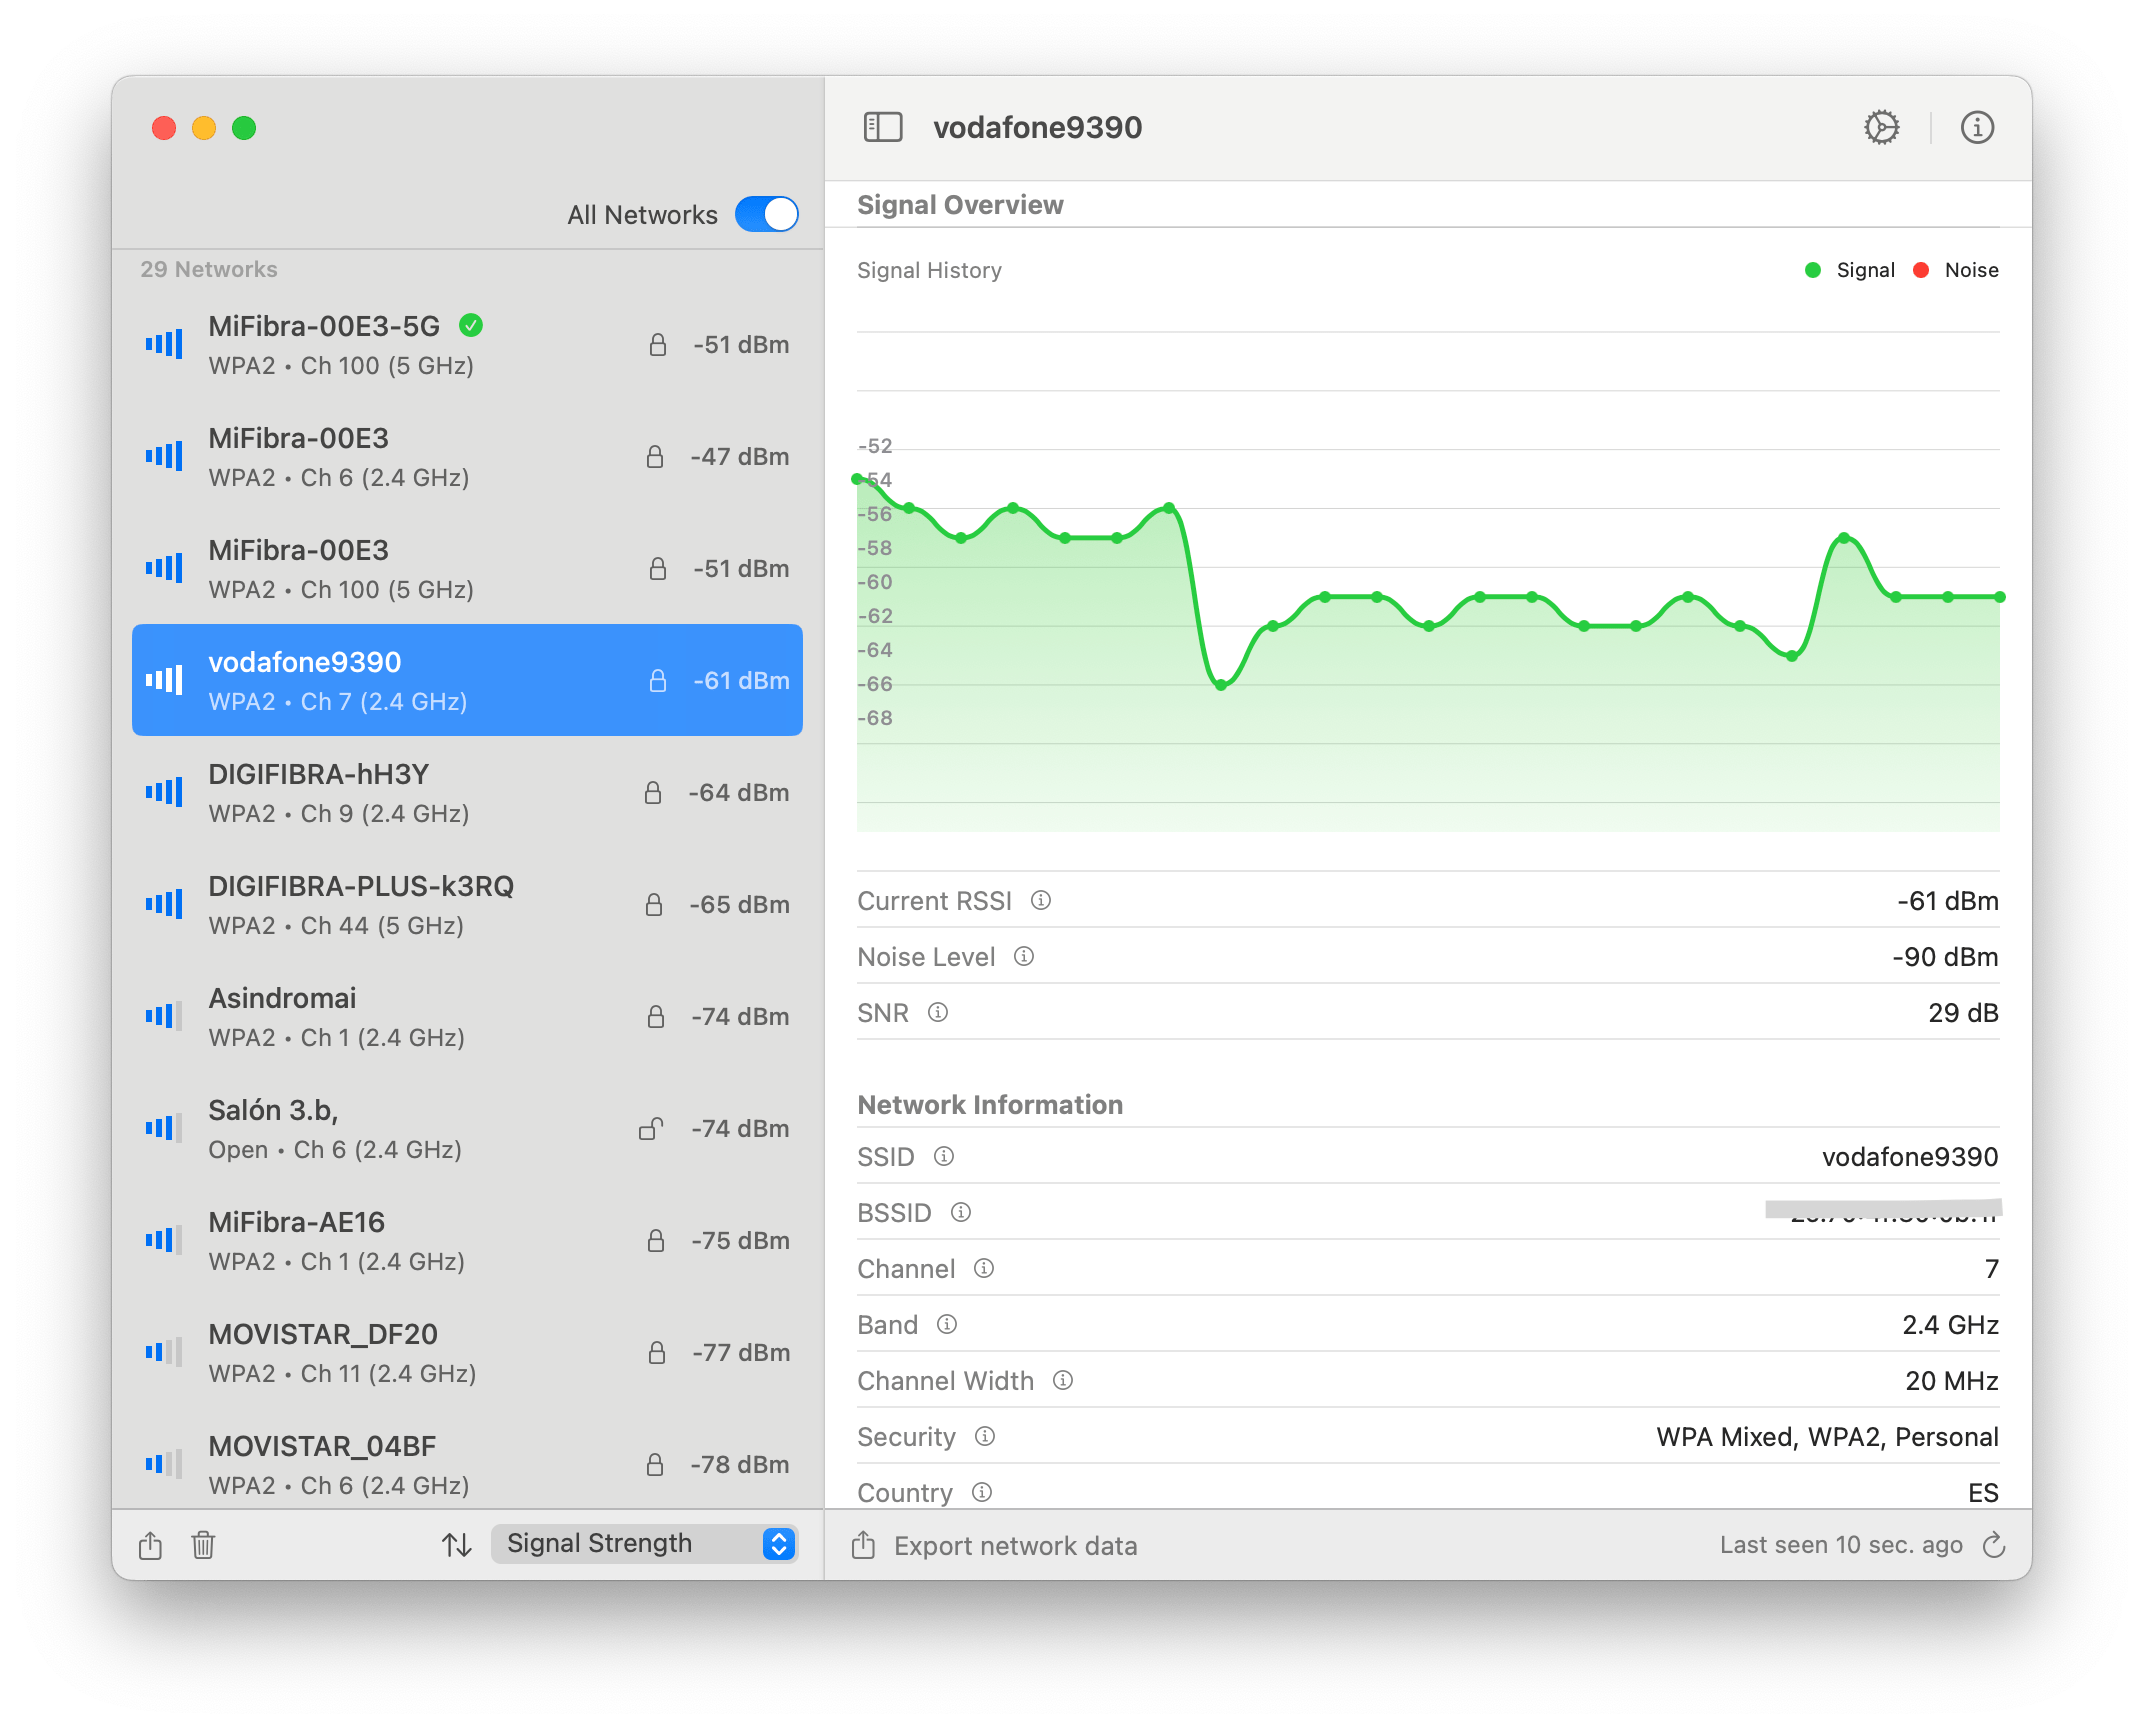 All Networks
29 Networks
MiFibra-00E3-5G
WPA2 • Ch 100 (5 GHz)
-51 dBm
MiFibra-00E3
WPA2 • Ch 6 (2.4 GHz)
-47 dBm
MiFibra-00E3
WPA2 • Ch 100 (5 GHz)
-51 dBm
vodafone9390
WPA2 • Ch 7 (2.4 GHz)
-61 dBm
DIGIFIBRA-hH3Y
WPA2 • Ch 9 (2.4 GHz)
-64 dBm
DIGIFIBRA-PLUS-k3RQ
WPA2 • Ch 44 (5 GHz)
-65 dBm
Asindromai
WPA2 • Ch 1 (2.4 GHz)
-74 dBm
Salón 3.b,
Open • Ch 6 (2.4 GHz)
-74 dBm
MiFibra-AE16
WPA2 • Ch 1 (2.4 GHz)
-75 dBm
MOVISTAR_DF20
WPA2 • Ch 11 (2.4 GHz)
-77 dBm
MOVISTAR_04BF
WPA2 • Ch 6 (2.4 GHz)
-78 dBm
Signal Strength
vodafone9390
Signal Overview
Signal History
Signal
Noise
-52
-54
-56
-58
-60
-62
-64
-66
-68
Current RSSI
-61 dBm
Noise Level
-90 dBm
SNR
29 dB
Network Information
SSID
vodafone9390
BSSID
Channel
7
Band
2.4 GHz
Channel Width
20 MHz
Security
WPA Mixed, WPA2, Personal
Country
ES
Export network data
Last seen 10 sec. ago